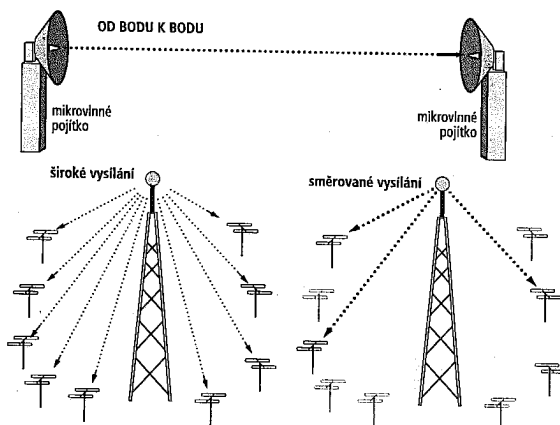 OD BODU K BODU
mikrovlnné
pojítko
mikrovlnné
pojítko
široké vysílání
směrované vysílání